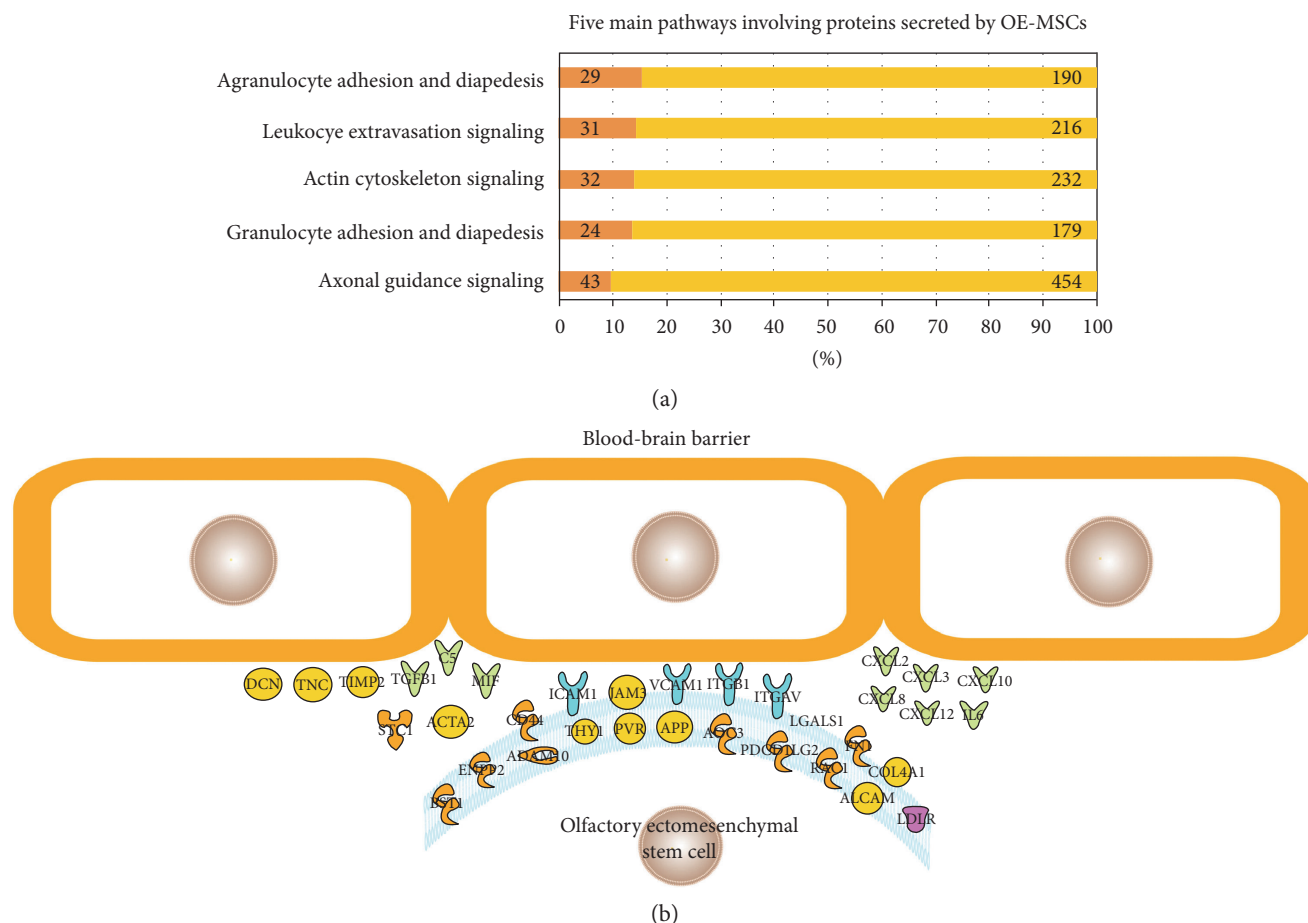 Five main pathways involving proteins secreted by OE-MSCs
Agranulocyte adhesion and diapedesis
29
190
Leukocye extravasation signaling
31
216
Actin cytoskeleton signaling
32
232
Granulocyte adhesion and diapedesis
24
179
Axonal guidance signaling
43
454
0 10 20 30 40 50 60 70 80 90 100
(%)
(a)
Blood-brain barrier
C5
CXCL2
DCN
TNC
TIMP2
TGFB1
MIF
ICAM1
JAM3
VCAM1
ITGB1
ITGAV
CXCL3
CXCL10
CXCL8
CXCL12
IL6
STC1
ACTA2
CD44
THY1
PVR
APP
AOC3
LGALS1
ENPP2
ADAM10
PDCD1LG2
RAC1
FN1
COL4A1
BST1
ALCAM
LDLR
Olfactory ectomesenchymal
stem cell
(b)